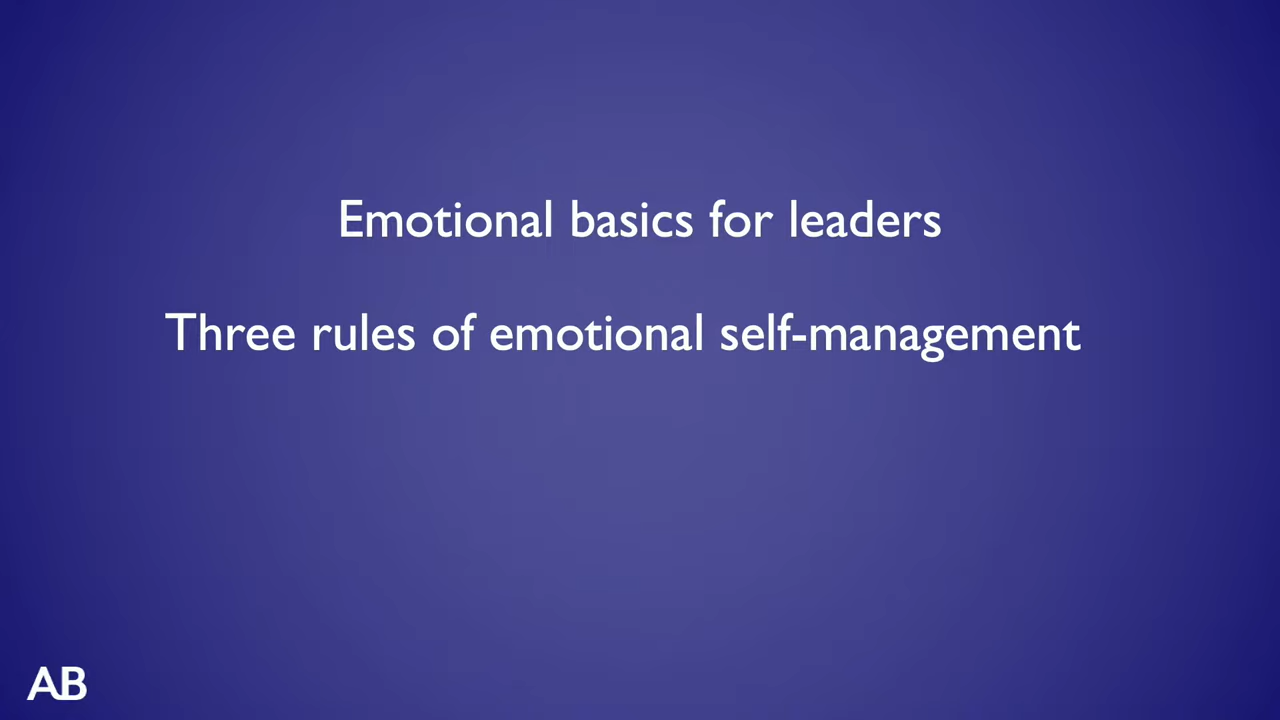 Emotional basics for leaders
Three rules of emotional self-management
AB